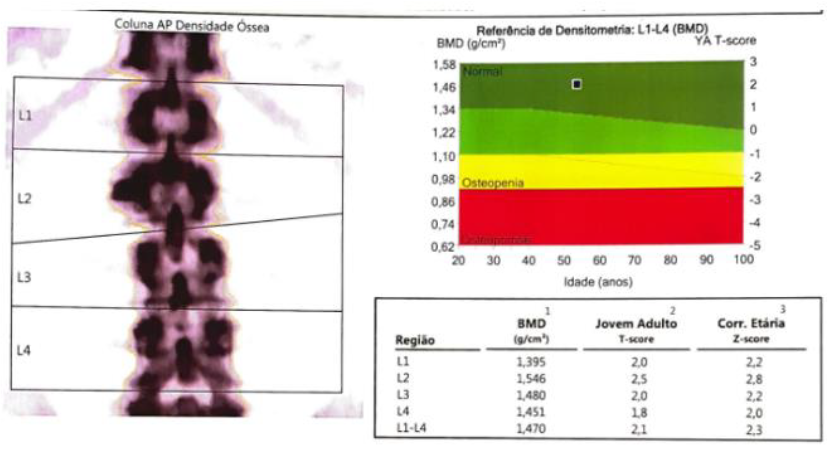 Coluna AP Densidade Óssea
L1
L2
L3
L4
Referência de Densitometria: L1-L4 (BMD)
BMD (g/cm²) YA T-score
1,58 3
1,46 2
1,34 1
1,22 0
1,10 -1
0,98 -2
0,86 -3
0,74 -4
0,62 -5
Normal
Osteopenia
20 30 40 50 60 70 80 90 100
Idade (anos)
1 2 3
BMD Jovem Adulto Corr. Etária
Região (g/cm²) T-score Z-score
L1 1,395 2,0 2,2
L2 1,546 2,5 2,8
L3 1,480 2,0 2,2
L4 1,451 1,8 2,0
L1-L4 1,470 2,1 2,3